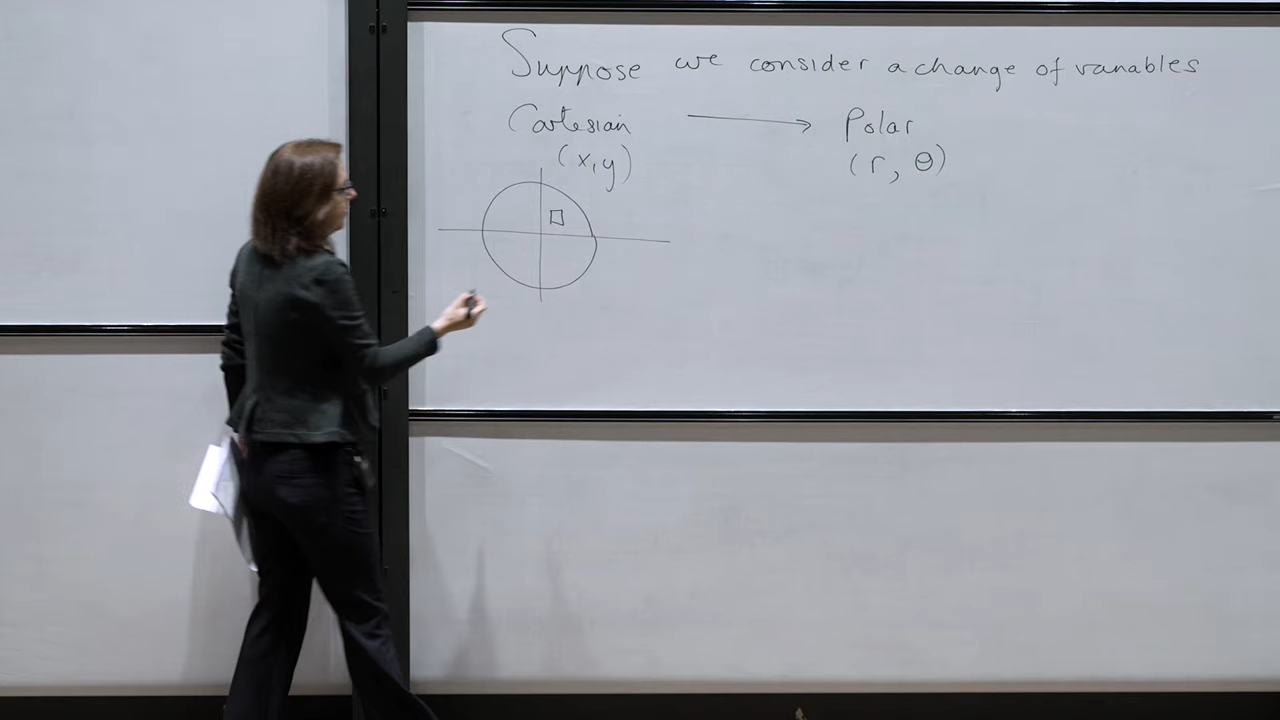 Suppose we consider a change of variables
Cartesian → Polar
(x,y) (r, θ)